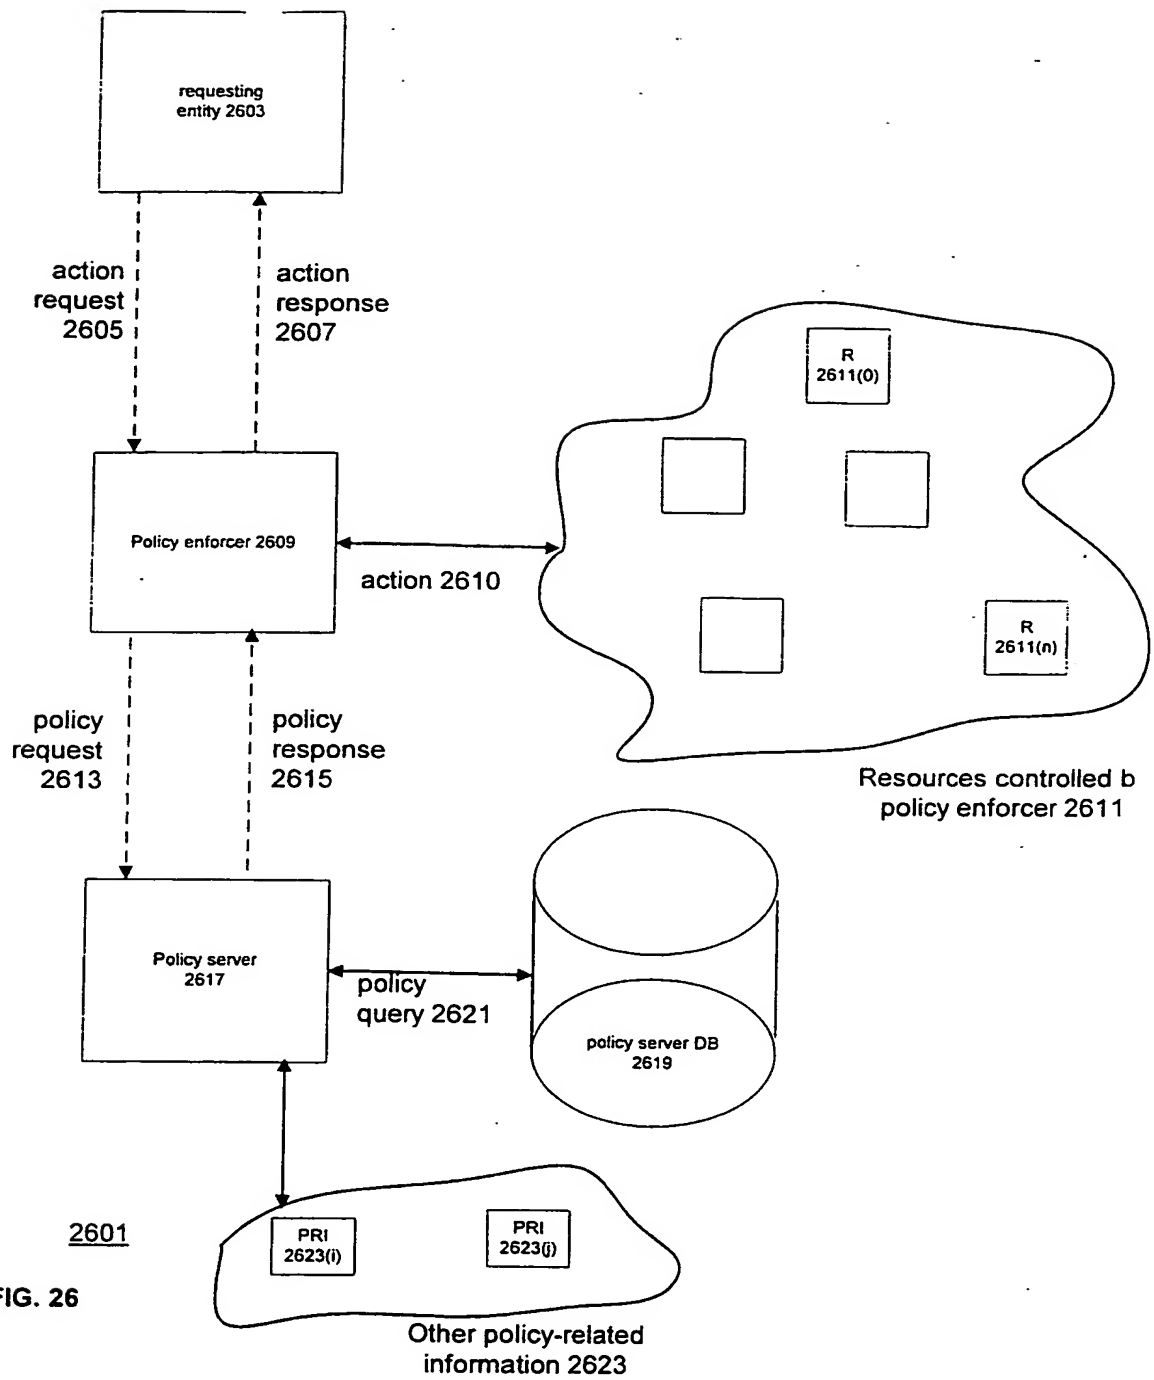 requesting
entity 2603
action
request
2605
action
response
2607
R
2611(0)
Policy enforcer 2609
action 2610
R
2611(n)
policy
request
2613
policy
response
2615
Resources controlled b
policy enforcer 2611
Policy server
2617
policy
query 2621
policy server DB
2619
2601
PRI
2623(i)
PRI
2623(j)
FIG. 26
Other policy-related
information 2623